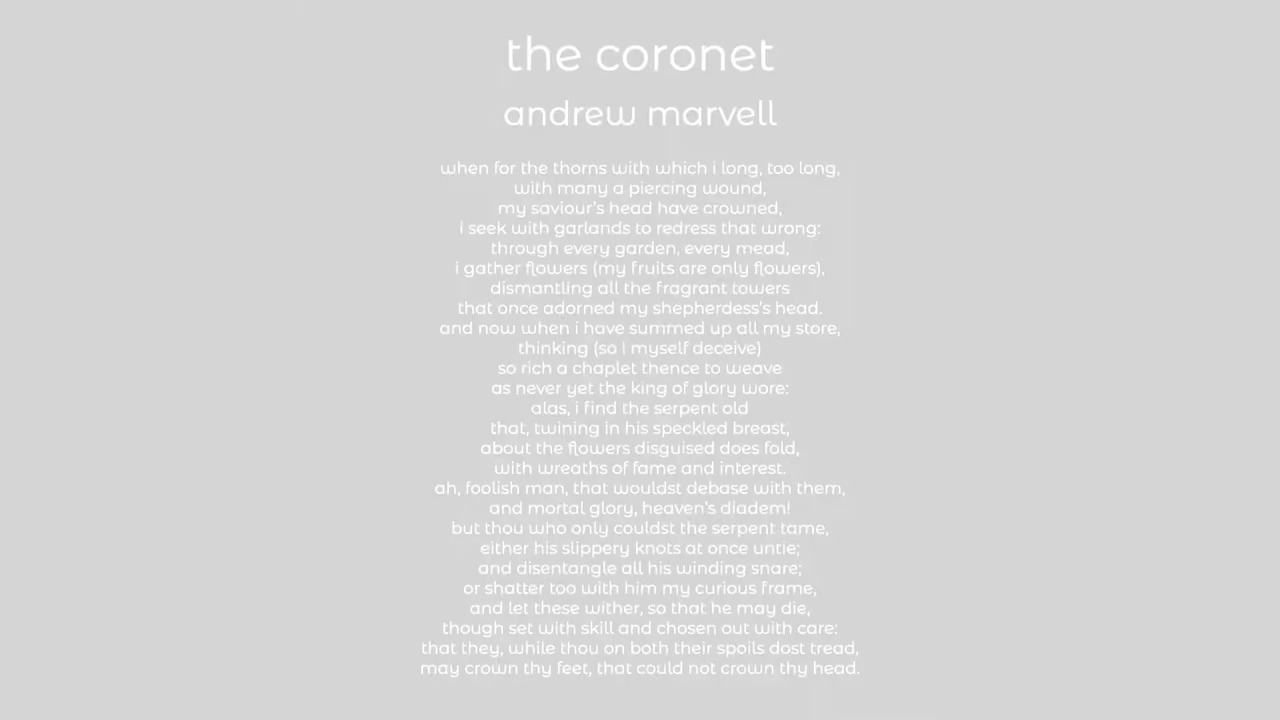 the coronet
andrew marvell
when for the thorns with which i long, too long,
with many a piercing wound,
my saviour's head have crowned,
i seek with garlands to redress that wrong:
through every garden, every mead,
i gather flowers (my fruits are only flowers),
dismantling all the fragrant towers
that once adorned my shepherdess's head.
and now when i have summed up all my store,
thinking (so i myself deceive)
so rich a chaplet thence to weave
as never yet the king of glory wore:
alas, i find the serpent old
that, twining in his speckled breast,
about the flowers disguised does fold,
with wreaths of fame and interest.
ah, foolish man, that wouldst debase with them,
and mortal glory, heaven's diadem!
but thou who only couldst the serpent tame,
either his slippery knots at once untie;
and disentangle all his winding snare;
or shatter too with him my curious frame,
and let these wither, so that he may die,
though set with skill and chosen out with care:
that they, while thou on both their spoils dost tread,
may crown thy feet, that could not crown thy head.